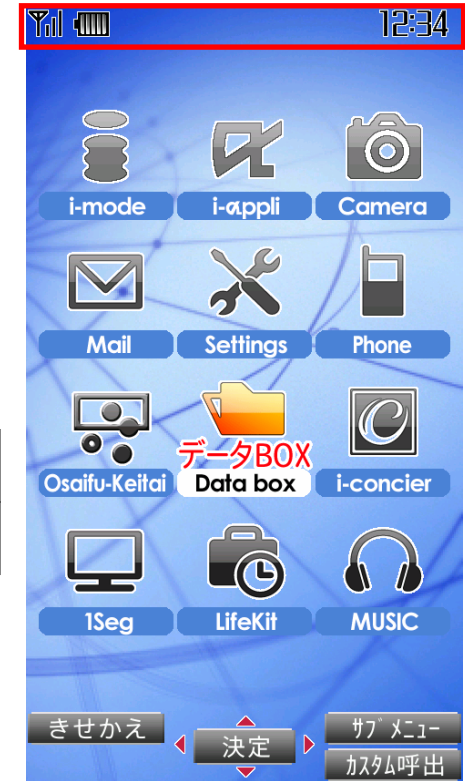 12:34
i-mode
i-αppli
Camera
Mail
Settings
Phone
データBOX
Osaifu-Keitai
Data box
i-concier
1Seg
LifeKit
MUSIC
きせかえ
決定
ｻﾌﾞﾒﾆｭｰ
ｶｽﾀﾑ呼出